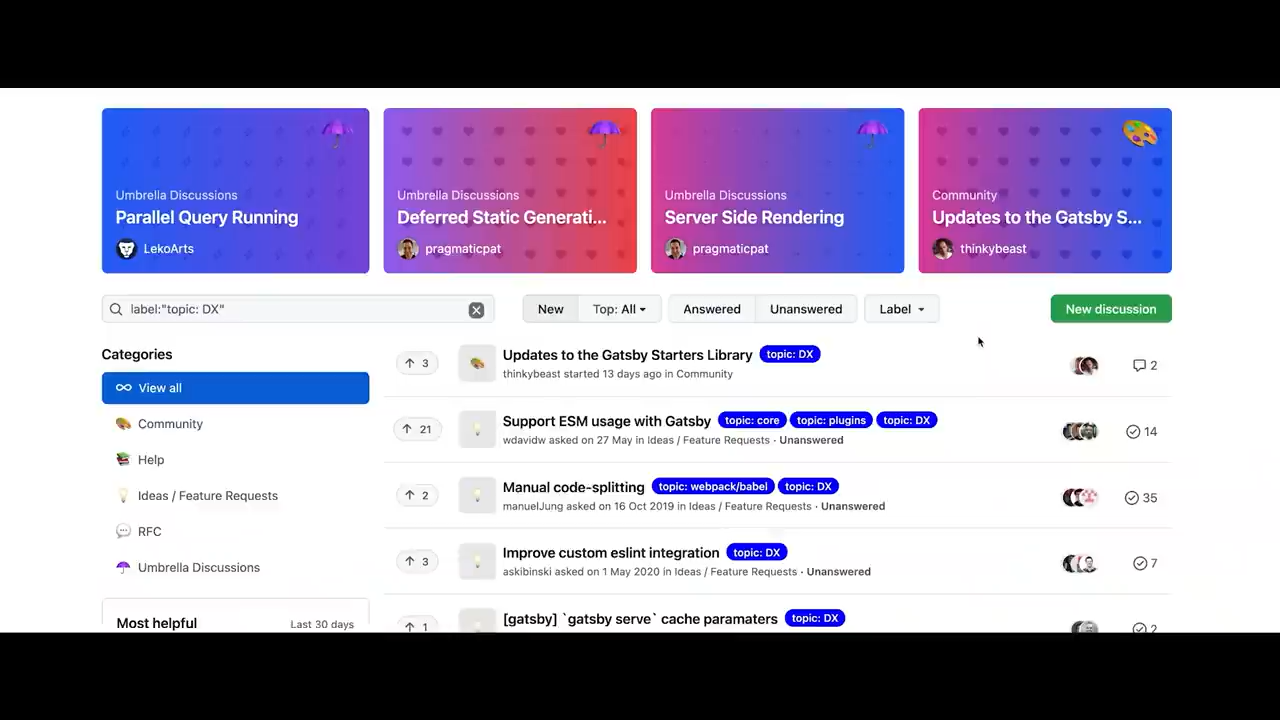 Umbrella Discussions
Parallel Query Running
LekoArts
Umbrella Discussions
Deferred Static Generati...
pragmaticpat
Umbrella Discussions
Server Side Rendering
pragmaticpat
Community
Updates to the Gatsby S...
thinkybeast
label:"topic: DX"
New
Top: All
Answered
Unanswered
Label
New discussion
Categories
View all
Community
Help
Ideas / Feature Requests
RFC
Umbrella Discussions
Most helpful
Last 30 days
3
Updates to the Gatsby Starters Library topic: DX
thinkybeast started 13 days ago in Community
2
21
Support ESM usage with Gatsby topic: core topic: plugins topic: DX
wdavidw asked on 27 May in Ideas / Feature Requests · Unanswered
14
2
Manual code-splitting topic: webpack/babel topic: DX
manuelJung asked on 16 Oct 2019 in Ideas / Feature Requests · Unanswered
35
3
Improve custom eslint integration topic: DX
askibinski asked on 1 May 2020 in Ideas / Feature Requests · Unanswered
7
1
[gatsby] `gatsby serve` cache paramaters topic: DX
2